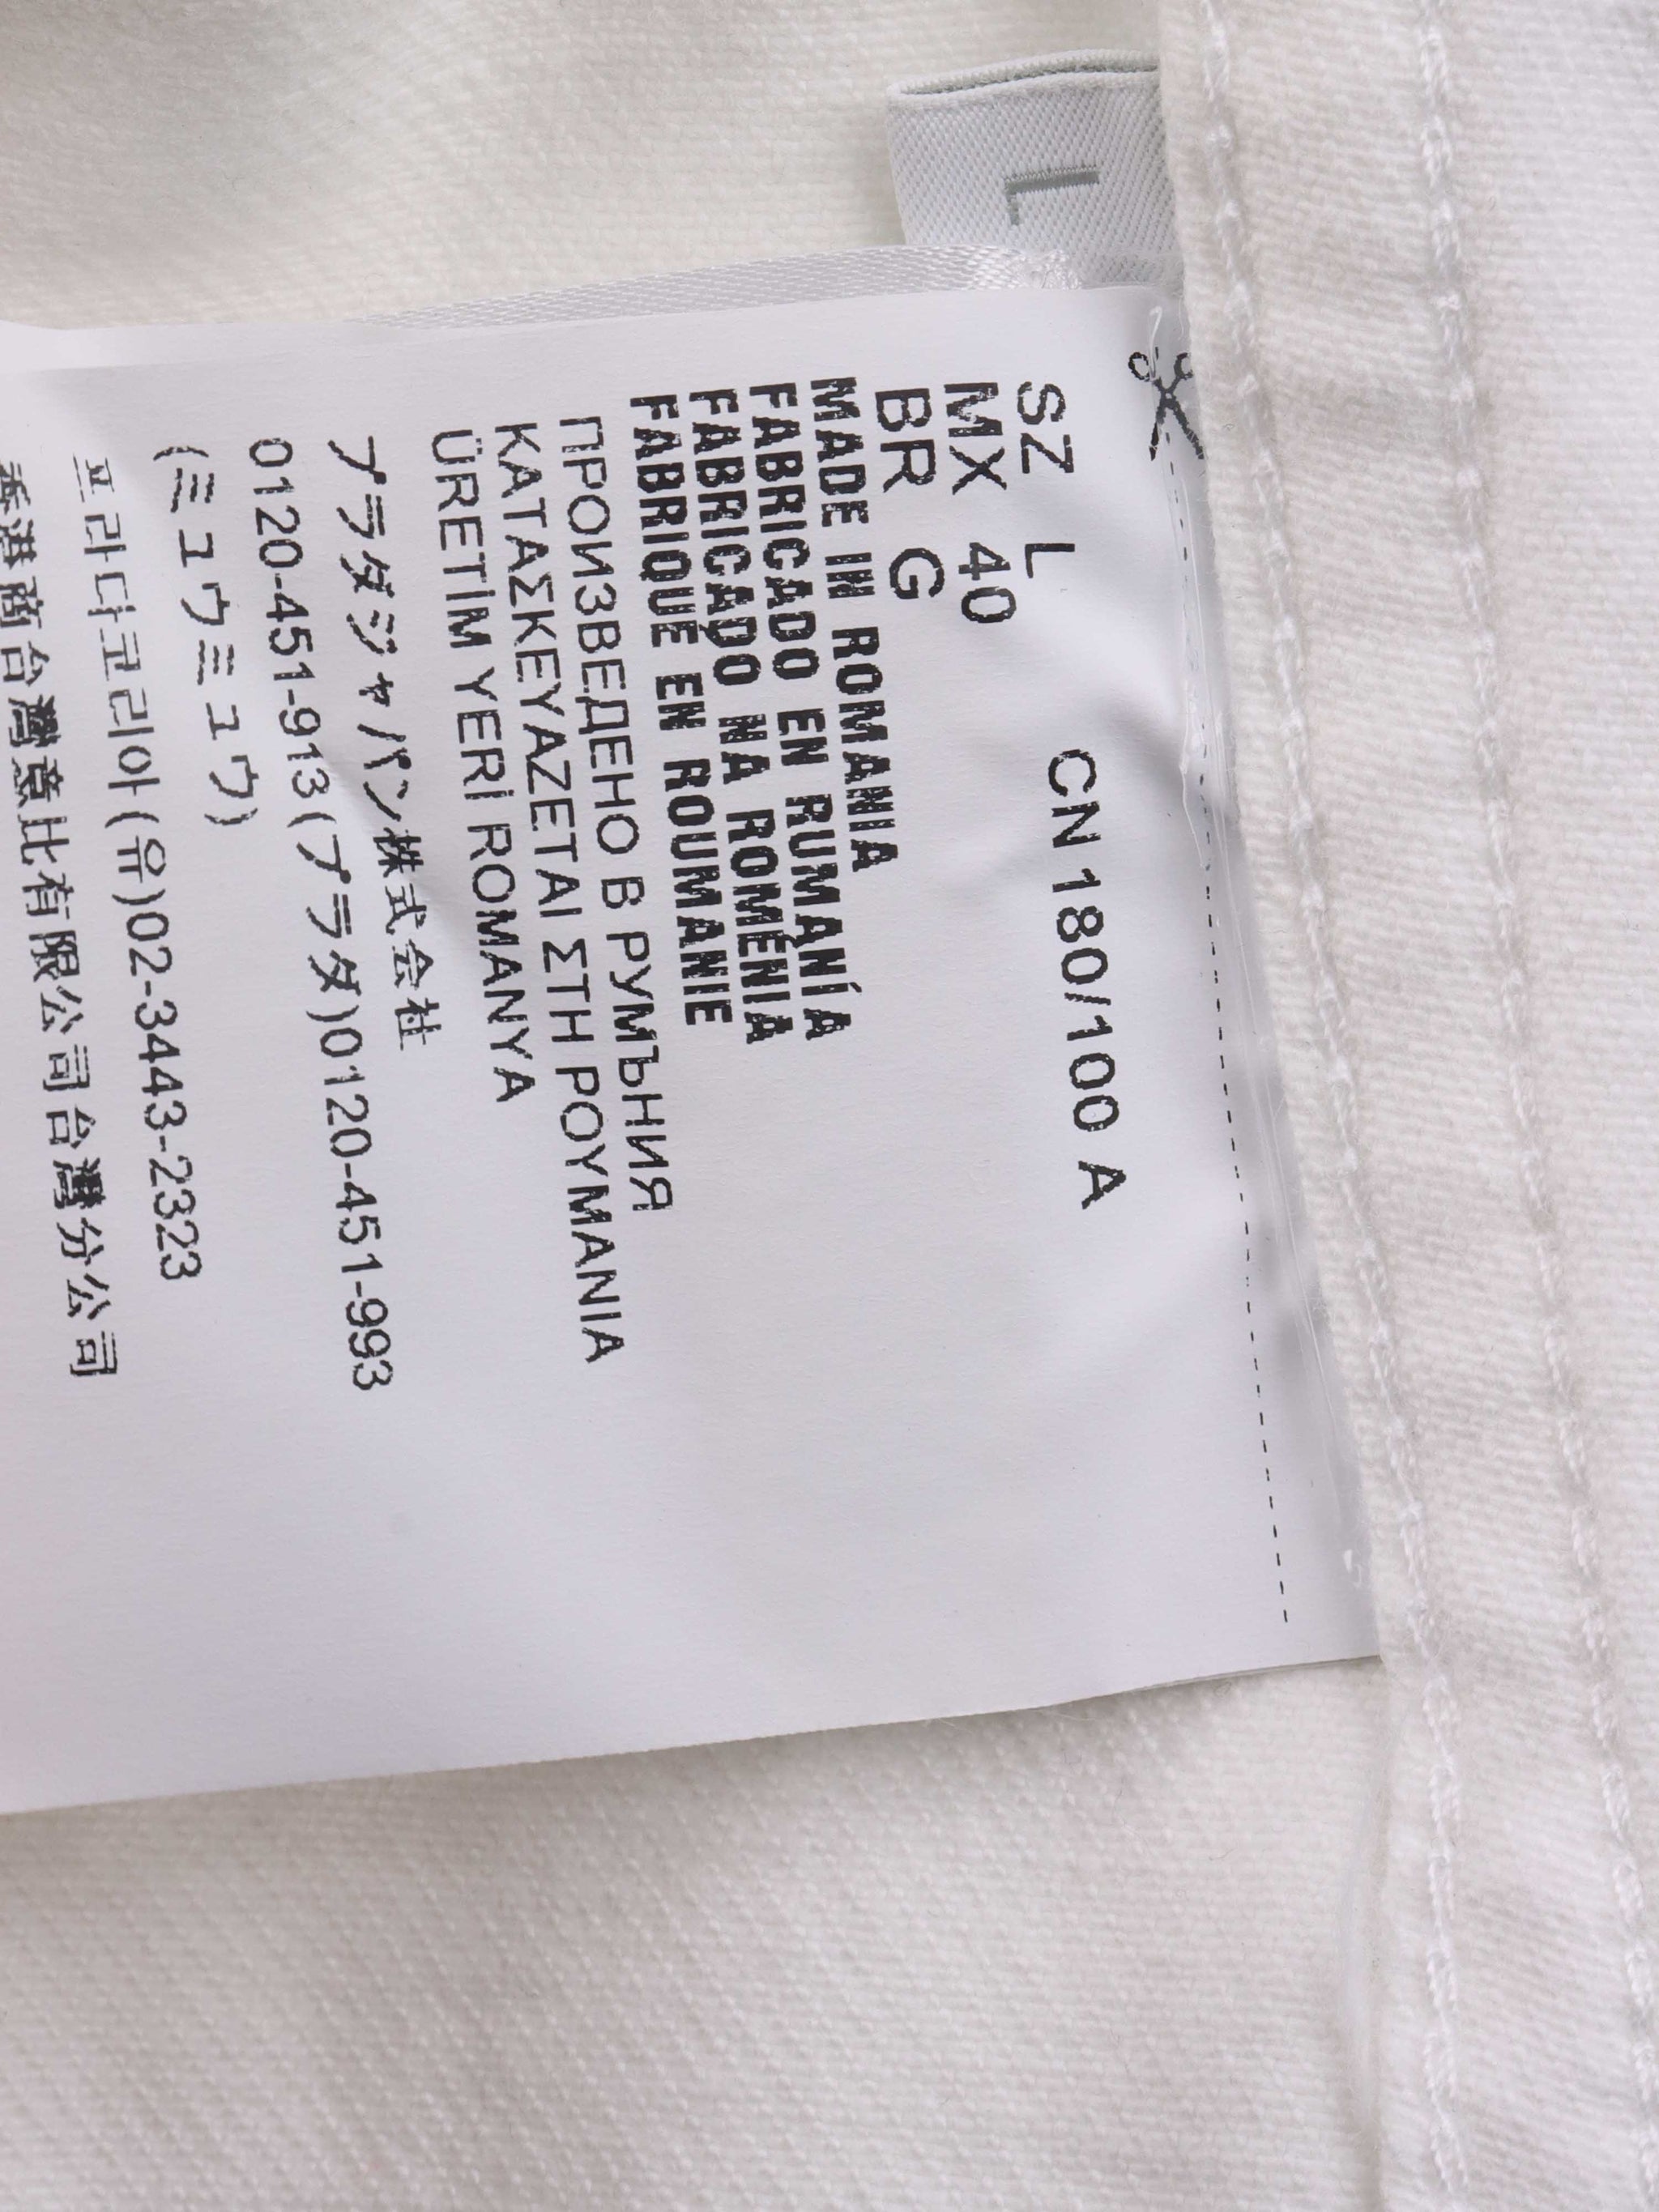 L
SZ L CN 180/100 A
MX 40
BR G
MADE IN ROMANIA
FABRICADO EN RUMANÍA
FABRICADO NA ROMÉNIA
FABRIQUE EN ROUMANIE
ПРОИЗВЕДЕНО В РУМЪНИЯ
ΚΑΤΑΣΚΕΥΑΖΕΤΑΙ ΣΤΗ ΡΟΥΜΑΝΙΑ
ÜRETİM YERİ ROMANYA
プラダジャパン株式会社
0120-451-913(プラダ)0120-451-993
(ミュウミュウ)
프라다코리아(유)02-3443-2323
香港商台灣意比有限公司台灣分公司